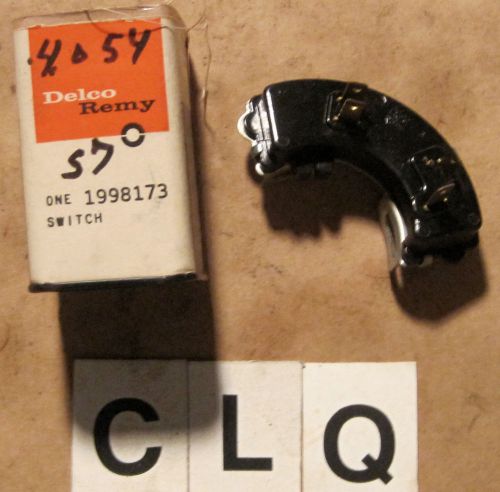 4054
Delco
Remy
570
ONE 1998173
SWITCH
C L Q